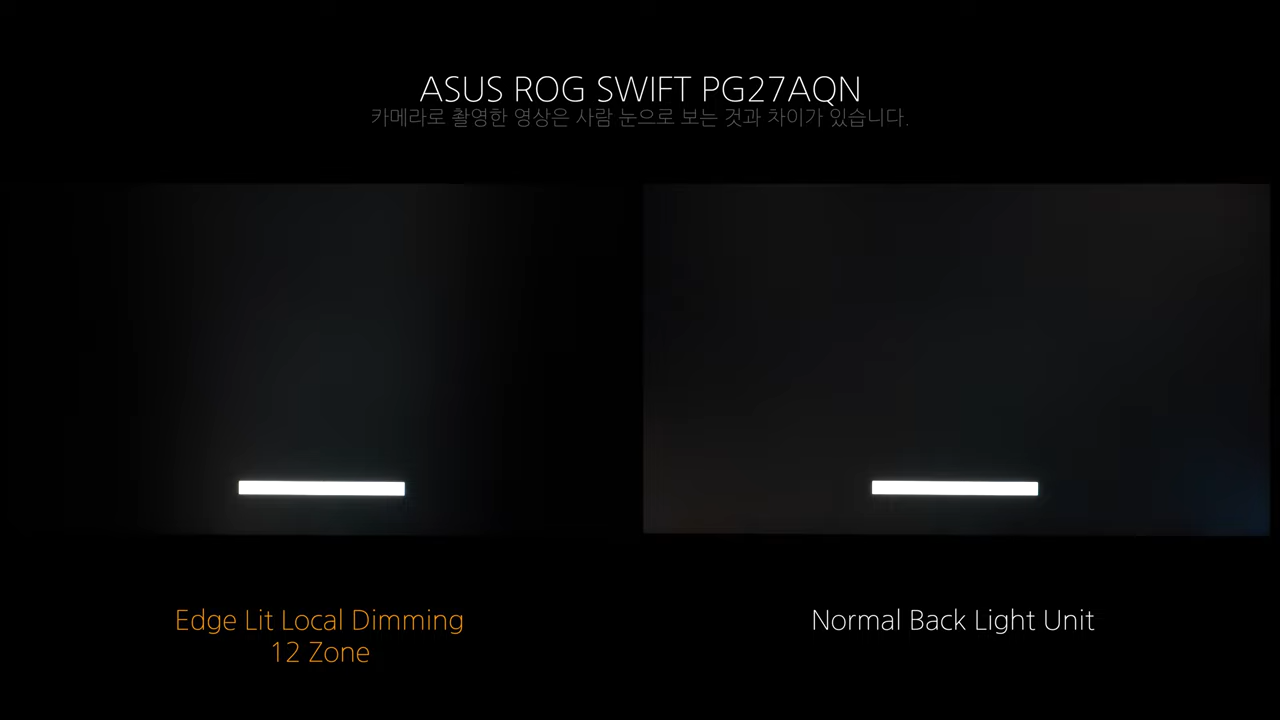 ASUS ROG SWIFT PG27AQN
카메라로 촬영한 영상은 사람 눈으로 보는 것과 차이가 있습니다.
Edge Lit Local Dimming
12 Zone
Normal Back Light Unit